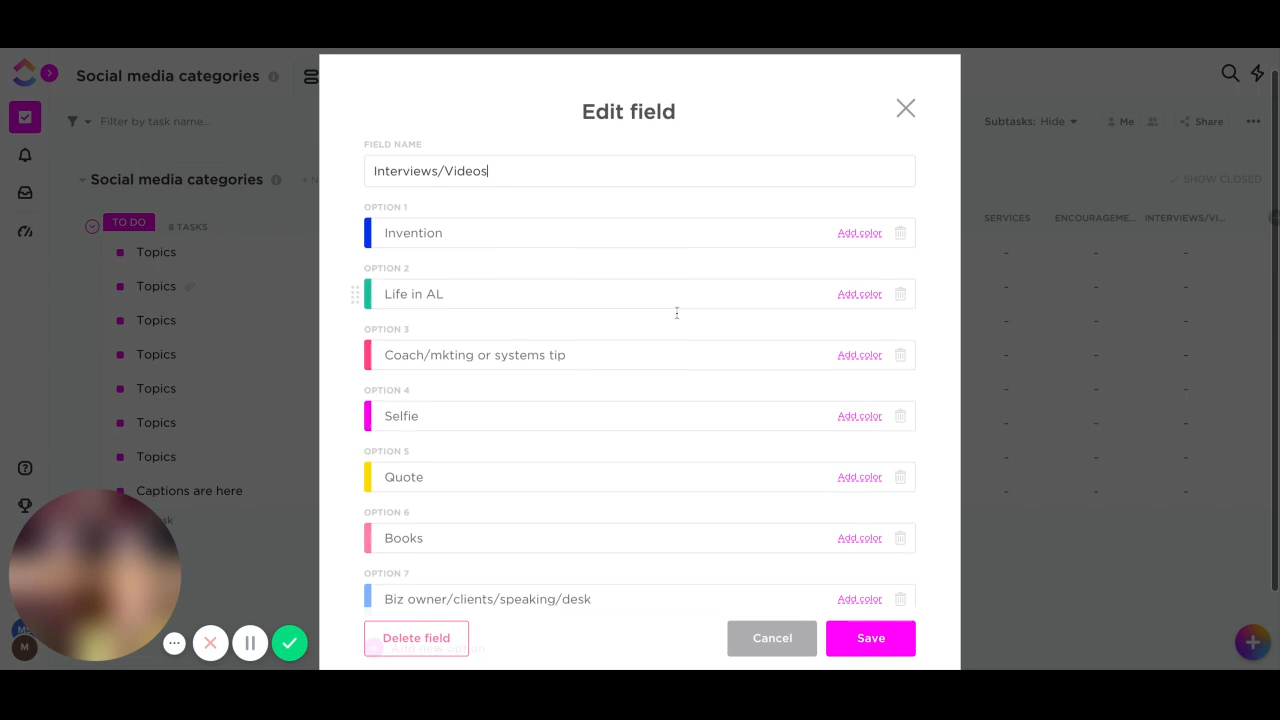 Edit field
Social media categories
FIELD NAME
Filter by task name...
Subtasks: Hide
Me
Share
Interviews/Videos
Social media categories
SHOW CLOSED
OPTION 1
TO DO
8 TASKS
SERVICES
ENCOURAGEME...
INTERVIEWS/VI...
Invention
Add color
Topics
-
-
-
OPTION 2
Topics
-
-
-
Life in AL
Add color
Topics
-
-
-
OPTION 3
Topics
-
-
-
Coach/mkting or systems tip
Add color
Topics
-
-
-
OPTION 4
Selfie
Add color
Topics
-
-
-
OPTION 5
Topics
-
-
-
Quote
Add color
Captions are here
-
-
-
OPTION 6
Books
Add color
OPTION 7
Biz owner/clients/speaking/desk
Add color
Delete field
Add new option
Cancel
Save
M